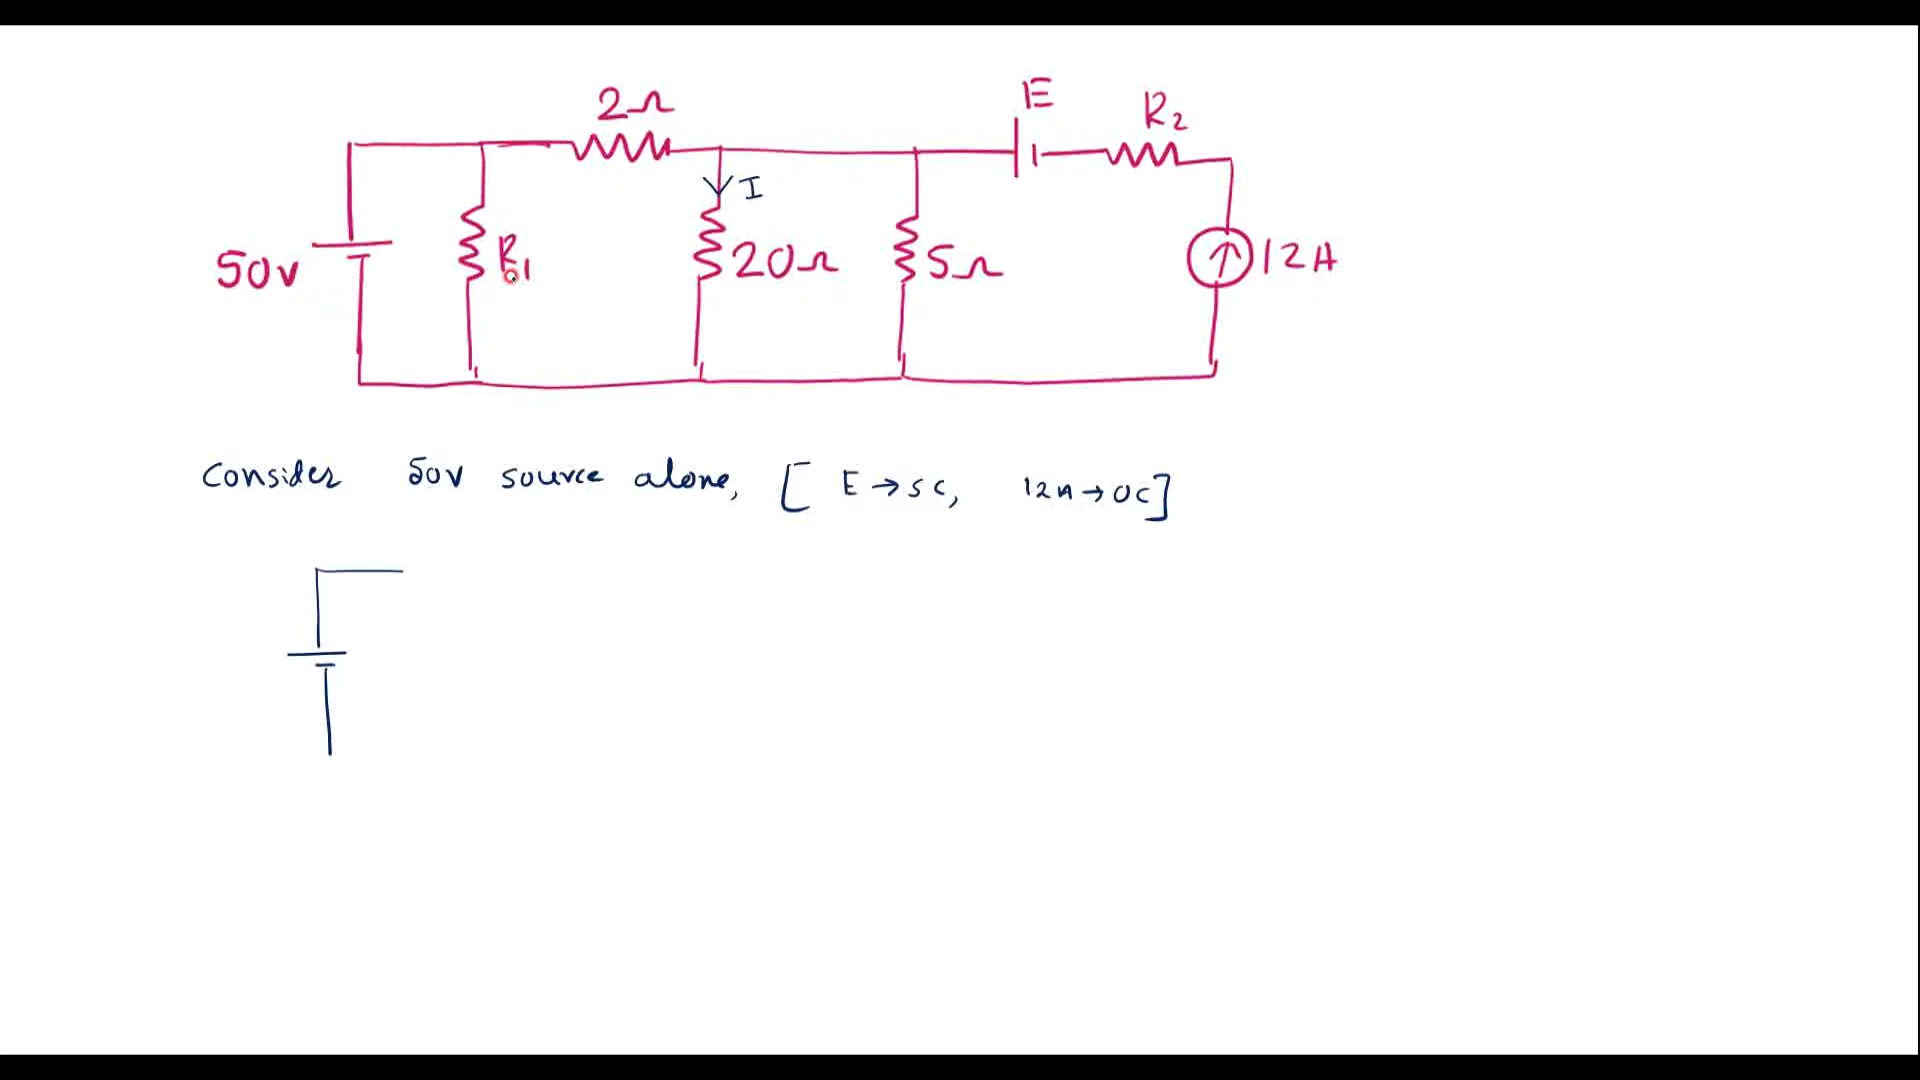 2Ω E R2
I
50V R1 20Ω 5Ω 12A
Consider 50V source alone, [ E → SC, 12A → OC]